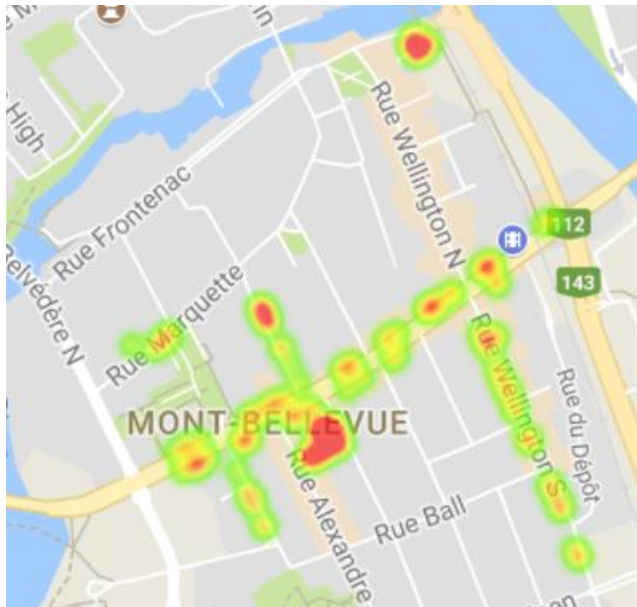 High
Rue Frontenac
Rue Wellington N
112
143
Belvédère N
Rue Marquette
MONT-BELLEVUE
Rue Wellington S
Rue du Dépôt
Rue Alexandre
Rue Ball